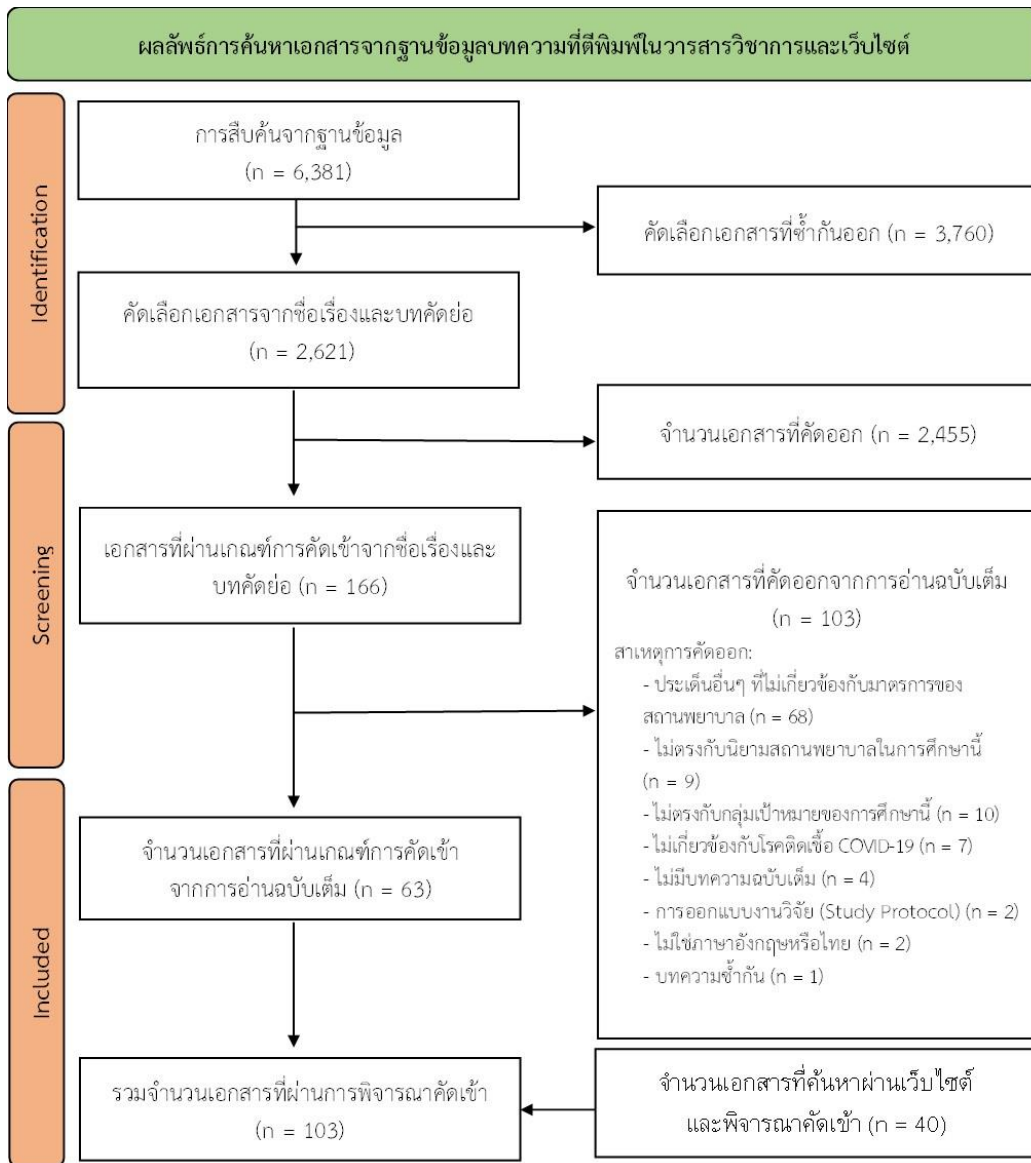 ผลลัพธ์การค้นหาเอกสารจากฐานข้อมูลบทความที่ตีพิมพ์ในวารสารวิชาการและเว็บไซต์
Identification
การสืบค้นจากฐานข้อมูล
(n = 6,381)
คัดเลือกเอกสารที่ซ้ำกันออก (n = 3,760)
คัดเลือกเอกสารจากชื่อเรื่องและบทคัดย่อ
(n = 2,621)
จำนวนเอกสารที่คัดออก (n = 2,455)
Screening
เอกสารที่ผ่านเกณฑ์การคัดเข้าจากชื่อเรื่องและ
บทคัดย่อ (n = 166)
จำนวนเอกสารที่คัดออกจากการอ่านฉบับเต็ม
(n = 103)
สาเหตุการคัดออก:
- ประเด็นอื่นๆ ที่ไม่เกี่ยวข้องกับมาตรการของ
สถานพยาบาล (n = 68)
- ไม่ตรงกับนิยามสถานพยาบาลในการศึกษานี้
(n = 9)
- ไม่ตรงกับกลุ่มเป้าหมายของการศึกษานี้ (n = 10)
- ไม่เกี่ยวข้องกับโรคติดเชื้อ COVID-19 (n = 7)
- ไม่มีบทความฉบับเต็ม (n = 4)
- การออกแบบงานวิจัย (Study Protocol) (n = 2)
- ไม่ใช่ภาษาอังกฤษหรือไทย (n = 2)
- บทความซ้ำกัน (n = 1)
Included
จำนวนเอกสารที่ผ่านเกณฑ์การคัดเข้า
จากการอ่านฉบับเต็ม (n = 63)
รวมจำนวนเอกสารที่ผ่านการพิจารณาคัดเข้า
(n = 103)
จำนวนเอกสารที่ค้นหาผ่านเว็บไซต์
และพิจารณาคัดเข้า (n = 40)